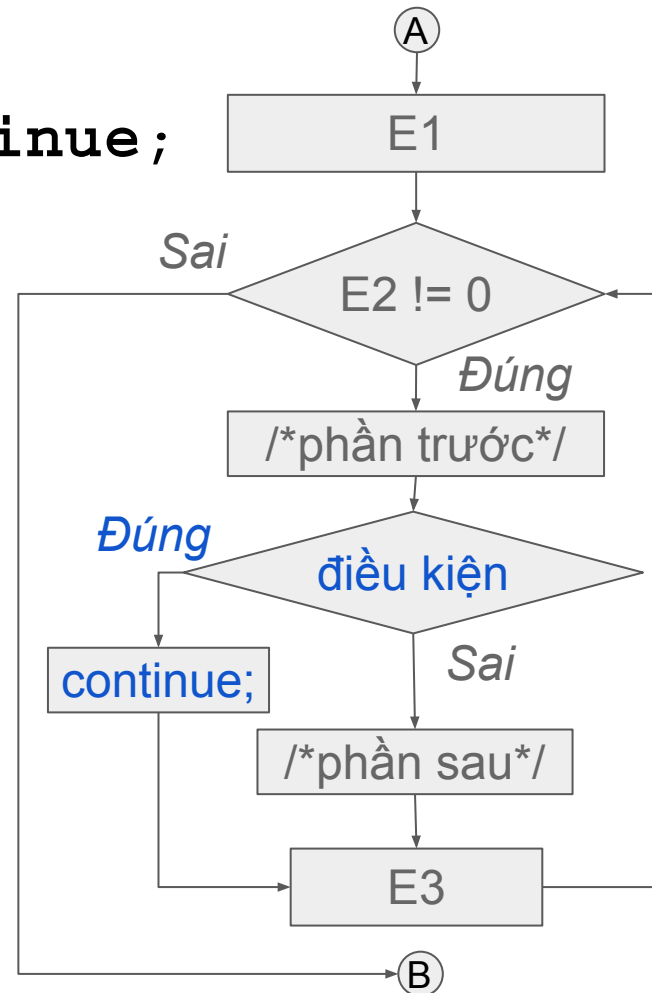 A
inue;
E1
Sai
E2 != 0
Đúng
/*phần trước*/
Đúng
điều kiện
Sai
continue;
/*phần sau*/
E3
B